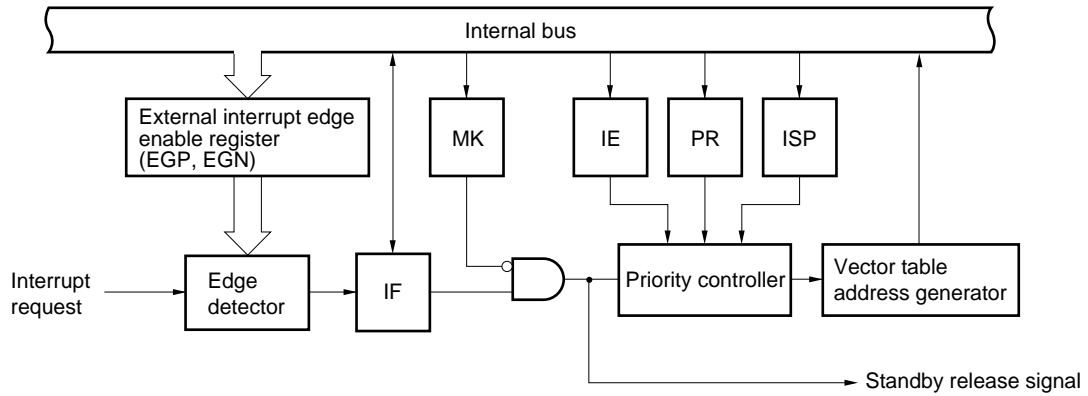 Internal bus
External interrupt edge
enable register
(EGP, EGN)
MK
IE
PR
ISP
Interrupt
request
Edge
detector
IF
Priority controller
Vector table
address generator
Standby release signal